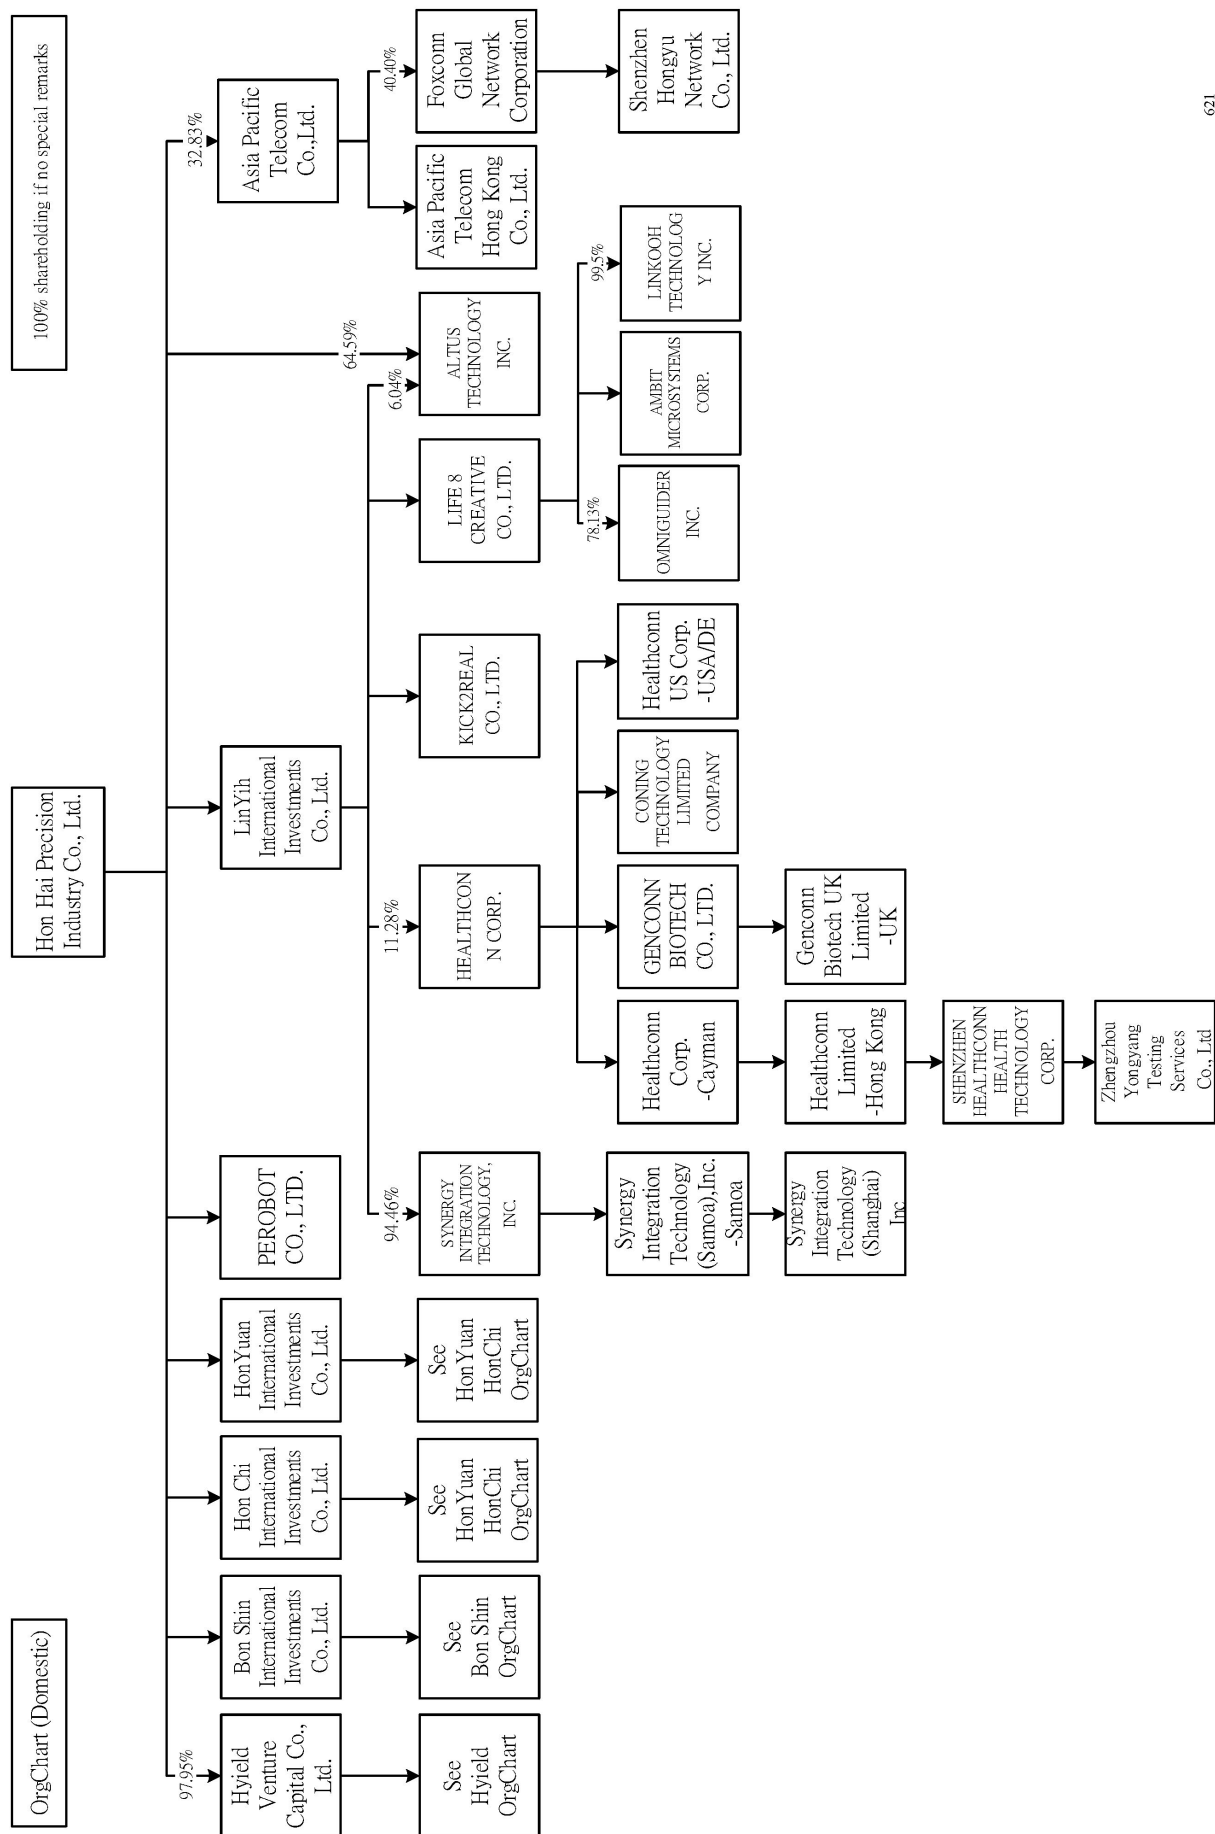 OrgChart (Domestic)
Hon Hai Precision
Industry Co., Ltd.
100% shareholding if no special remarks
97.95%
32.83%
Hyield
Venture
Capital Co.,
Ltd.
Bon Shin
International
Investments
Co., Ltd.
Hon Chi
International
Investments
Co., Ltd.
HonYuan
International
Investments
Co., Ltd.
PEROBOT
CO., LTD.
LinYih
International
Investments
Co., Ltd.
Asia Pacific
Telecom
Co.,Ltd.
94.46%
11.28%
6.04%
64.59%
40.40%
See
Hyield
OrgChart
See
Bon Shin
OrgChart
See
HonYuan
HonChi
OrgChart
See
HonYuan
HonChi
OrgChart
SYNERGY
INTEGRATION
TECHNOLOGY,
INC.
HEALTHCON
N CORP.
KICK2REAL
CO., LTD.
LIFE 8
CREATIVE
CO., LTD.
ALTUS
TECHNOLOGY
INC.
Asia Pacific
Telecom
Hong Kong
Co., Ltd.
Foxconn
Global
Network
Corporation
78.13%
99.5%
Synergy
Integration
Technology
(Samoa),Inc.
-Samoa
Healthconn
Corp.
-Cayman
GENCONN
BIOTECH
CO., LTD.
CONING
TECHNOLOGY
LIMITED
COMPANY
Healthconn
US Corp.
-USA/DE
OMNIGUIDER
INC.
AMBIT
MICROSYSTEMS
CORP.
LINKOOH
TECHNOLOG
Y INC.
Shenzhen
Hongyu
Network
Co., Ltd.
Synergy
Integration
Technology
(Shanghai)
Inc
Healthconn
Limited
-Hong Kong
Genconn
Biotech UK
Limited
-UK
SHENZHEN
HEALTHCONN
HEALTH
TECHNOLOGY
CORP.
Zhengzhou
Yongyang
Testing
Services
Co., Ltd
621